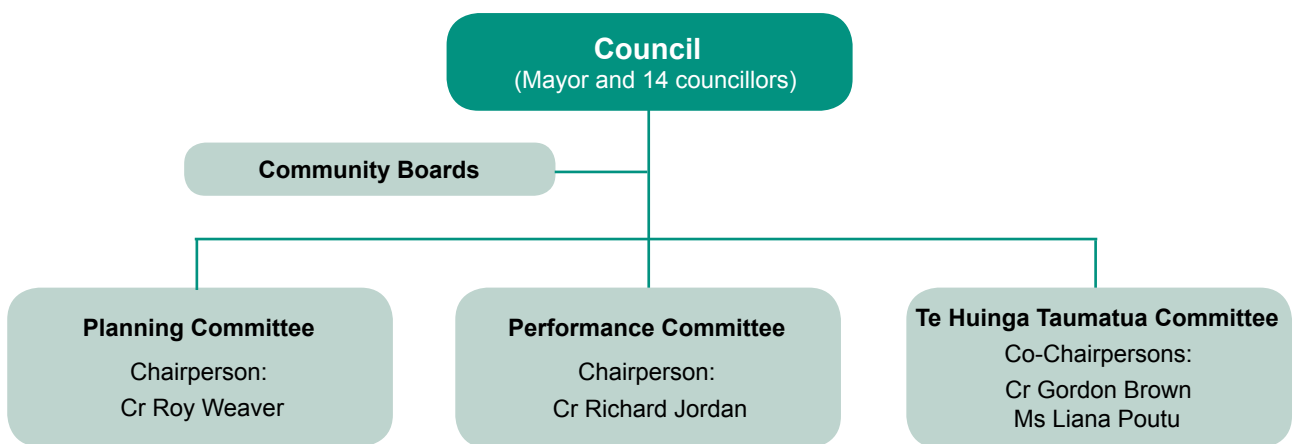 Council
(Mayor and 14 councillors)
Community Boards
Planning Committee
Chairperson:
Cr Roy Weaver
Performance Committee
Chairperson:
Cr Richard Jordan
Te Huinga Taumatua Committee
Co-Chairpersons:
Cr Gordon Brown
Ms Liana Poutu